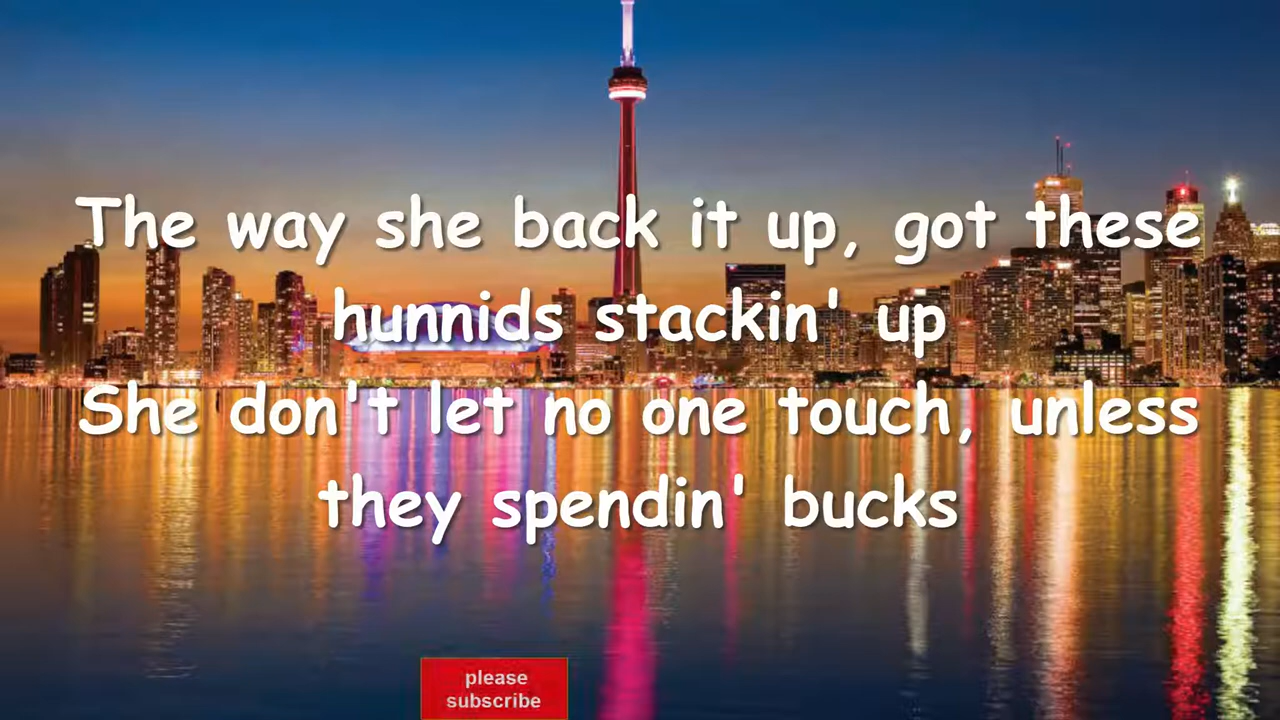 The way she back it up, got these
hunnids stackin' up
She don't let no one touch, unless
they spendin' bucks
please
subscribe